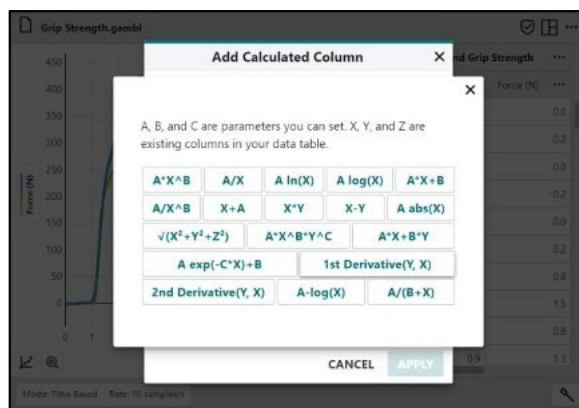 Grip Strength.gambl
Add Calculated Column
nd Grip Strength
Force (N)
A, B, and C are parameters you can set. X, Y, and Z are
existing columns in your data table.
A*X^B A/X A ln(X) A log(X) A*X+B
A/X^B X+A X*Y X-Y A abs(X)
√(X²+Y²+Z²) A*X^B*Y^C A*X+B*Y
A exp(-C*X)+B 1st Derivative(Y, X)
2nd Derivative(Y, X) A-log(X) A/(B+X)
CANCEL APPLY
450
400
350
300
250
200
150
100
50
0
Force (N)
0 1
0.0
0.2
0.0
-0.2
0.0
0.0
0.2
0.8
1.5
0.8
0.9 1.3
Mode: Time Based Rate: 10 samples/s